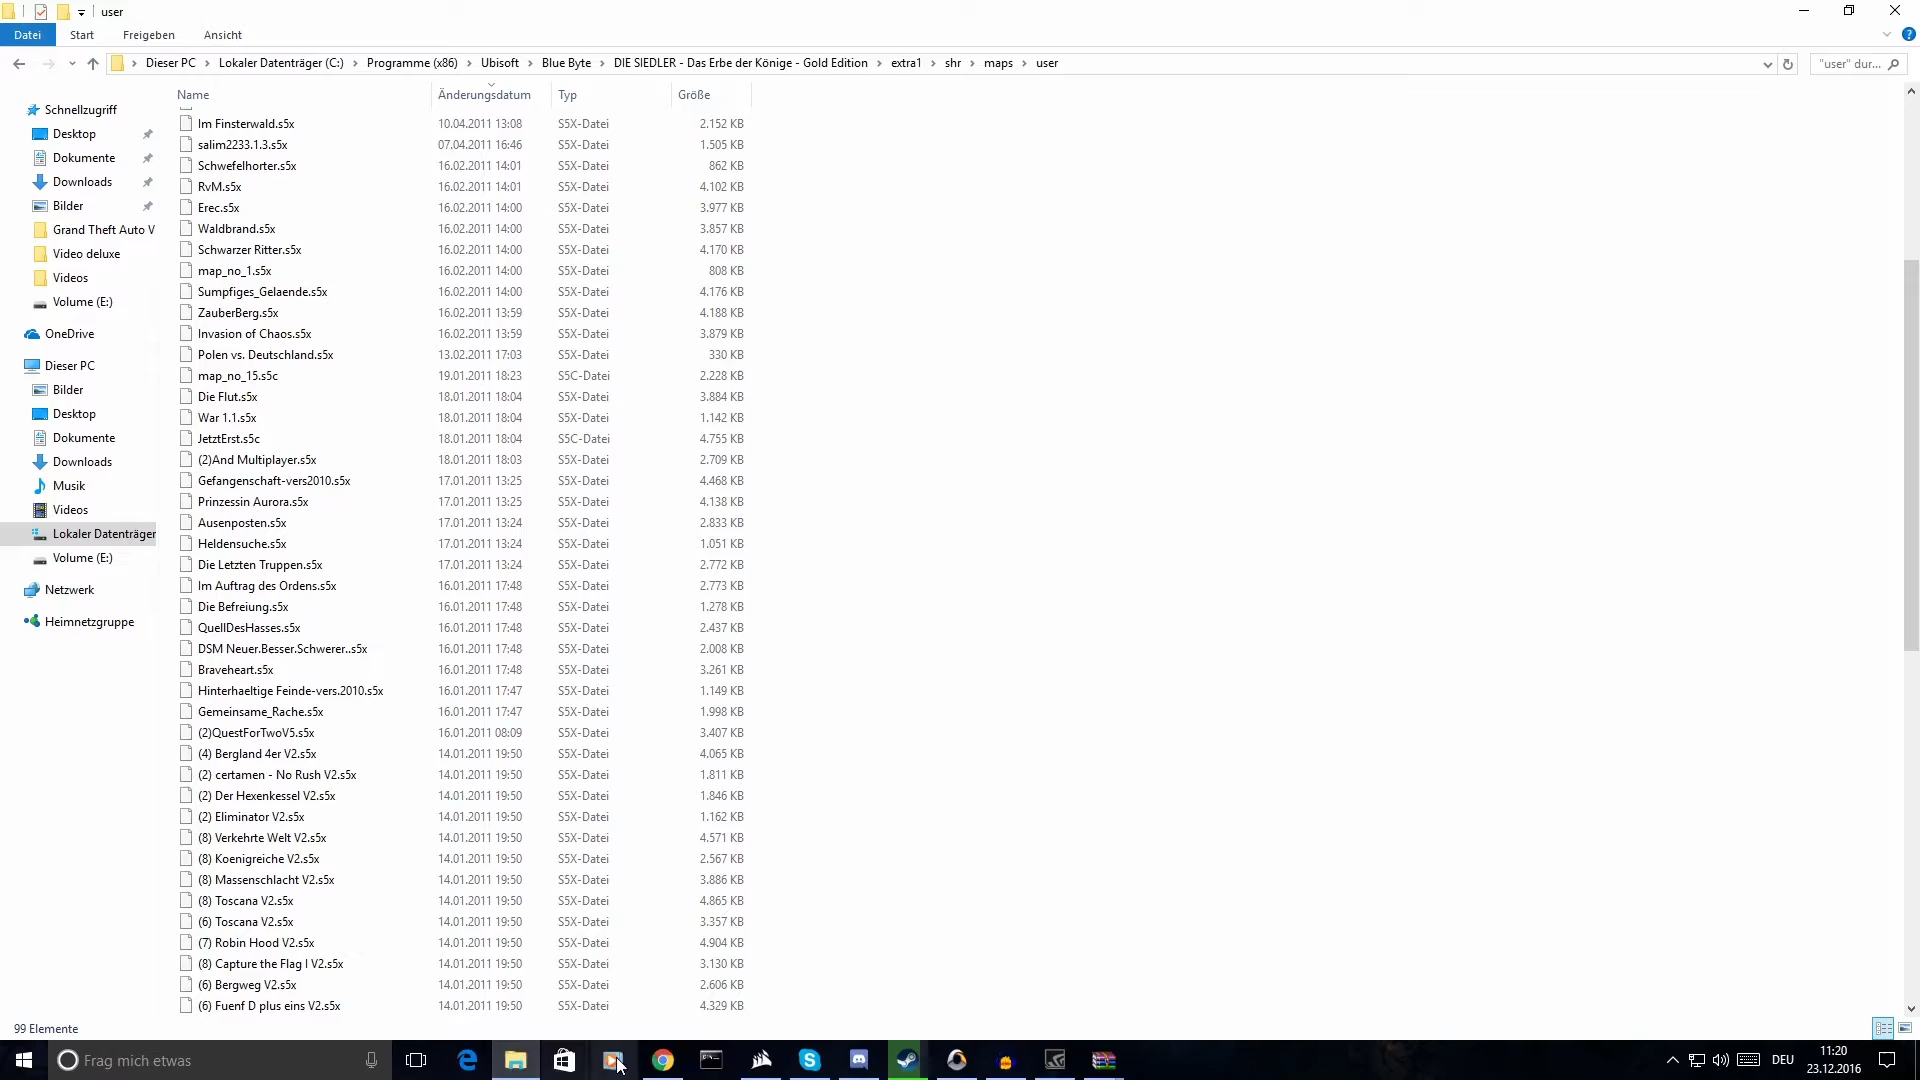 user
Datei Start Freigeben Ansicht
Dieser PC Lokaler Datenträger (C:) Programme (x86) Ubisoft Blue Byte DIE SIEDLER - Das Erbe der Könige - Gold Edition extra1 shr maps user "user" dur...
Name Änderungsdatum Typ Größe
Schnellzugriff
Desktop
Dokumente
Downloads
Bilder
Grand Theft Auto V
Video deluxe
Videos
Volume (E:)
OneDrive
Dieser PC
Bilder
Desktop
Dokumente
Downloads
Musik
Videos
Lokaler Datenträger
Volume (E:)
Netzwerk
Heimnetzgruppe
Im Finsterwald.s5x 10.04.2011 13:08 S5X-Datei 2.152 KB
salim2233.1.3.s5x 07.04.2011 16:46 S5X-Datei 1.505 KB
Schwefelhorter.s5x 16.02.2011 14:01 S5X-Datei 862 KB
RvM.s5x 16.02.2011 14:01 S5X-Datei 4.102 KB
Erec.s5x 16.02.2011 14:00 S5X-Datei 3.977 KB
Waldbrand.s5x 16.02.2011 14:00 S5X-Datei 3.857 KB
Schwarzer Ritter.s5x 16.02.2011 14:00 S5X-Datei 4.170 KB
map_no_1.s5x 16.02.2011 14:00 S5X-Datei 808 KB
Sumpfiges_Gelaende.s5x 16.02.2011 14:00 S5X-Datei 4.176 KB
ZauberBerg.s5x 16.02.2011 13:59 S5X-Datei 4.188 KB
Invasion of Chaos.s5x 16.02.2011 13:59 S5X-Datei 3.879 KB
Polen vs. Deutschland.s5x 13.02.2011 17:03 S5X-Datei 330 KB
map_no_15.s5c 19.01.2011 18:23 S5C-Datei 2.228 KB
Die Flut.s5x 18.01.2011 18:04 S5X-Datei 3.884 KB
War 1.1.s5x 18.01.2011 18:04 S5X-Datei 1.142 KB
JetztErst.s5c 18.01.2011 18:04 S5C-Datei 4.755 KB
(2)And Multiplayer.s5x 18.01.2011 18:03 S5X-Datei 2.709 KB
Gefangenschaft-vers2010.s5x 17.01.2011 13:25 S5X-Datei 4.468 KB
Prinzessin Aurora.s5x 17.01.2011 13:25 S5X-Datei 4.138 KB
Ausenposten.s5x 17.01.2011 13:24 S5X-Datei 2.833 KB
Heldensuche.s5x 17.01.2011 13:24 S5X-Datei 1.051 KB
Die Letzten Truppen.s5x 17.01.2011 13:24 S5X-Datei 2.772 KB
Im Auftrag des Ordens.s5x 16.01.2011 17:48 S5X-Datei 2.773 KB
Die Befreiung.s5x 16.01.2011 17:48 S5X-Datei 1.278 KB
QuellDesHasses.s5x 16.01.2011 17:48 S5X-Datei 2.437 KB
DSM Neuer.Besser.Schwerer..s5x 16.01.2011 17:48 S5X-Datei 2.008 KB
Braveheart.s5x 16.01.2011 17:48 S5X-Datei 3.261 KB
Hinterhaeltige Feinde-vers.2010.s5x 16.01.2011 17:47 S5X-Datei 1.149 KB
Gemeinsame_Rache.s5x 16.01.2011 17:47 S5X-Datei 1.998 KB
(2)QuestForTwoV5.s5x 16.01.2011 08:09 S5X-Datei 3.407 KB
(4) Bergland 4er V2.s5x 14.01.2011 19:50 S5X-Datei 4.065 KB
(2) certamen - No Rush V2.s5x 14.01.2011 19:50 S5X-Datei 1.811 KB
(2) Der Hexenkessel V2.s5x 14.01.2011 19:50 S5X-Datei 1.846 KB
(2) Eliminator V2.s5x 14.01.2011 19:50 S5X-Datei 1.162 KB
(8) Verkehrte Welt V2.s5x 14.01.2011 19:50 S5X-Datei 4.571 KB
(8) Koenigreiche V2.s5x 14.01.2011 19:50 S5X-Datei 2.567 KB
(8) Massenschlacht V2.s5x 14.01.2011 19:50 S5X-Datei 3.886 KB
(8) Toscana V2.s5x 14.01.2011 19:50 S5X-Datei 4.865 KB
(6) Toscana V2.s5x 14.01.2011 19:50 S5X-Datei 3.357 KB
(7) Robin Hood V2.s5x 14.01.2011 19:50 S5X-Datei 4.904 KB
(8) Capture the Flag I V2.s5x 14.01.2011 19:50 S5X-Datei 3.130 KB
(6) Bergweg V2.s5x 14.01.2011 19:50 S5X-Datei 2.606 KB
(6) Fuenf D plus eins V2.s5x 14.01.2011 19:50 S5X-Datei 4.329 KB
99 Elemente
Frag mich etwas
DEU
11:20
23.12.2016